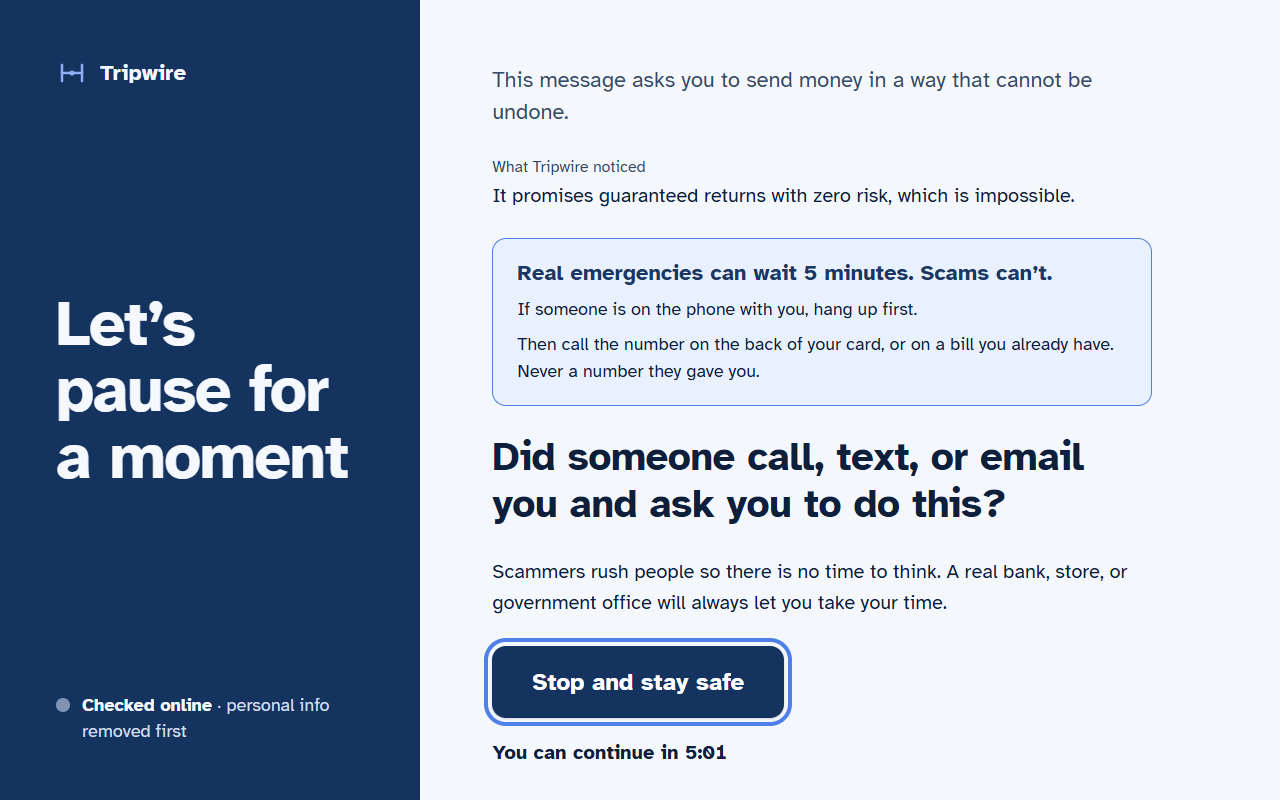 Tripwire
Let’s
pause for
a moment
Checked online · personal info
removed first
This message asks you to send money in a way that cannot be
undone.
What Tripwire noticed
It promises guaranteed returns with zero risk, which is impossible.
Real emergencies can wait 5 minutes. Scams can’t.
If someone is on the phone with you, hang up first.
Then call the number on the back of your card, or on a bill you already have.
Never a number they gave you.
Did someone call, text, or email
you and ask you to do this?
Scammers rush people so there is no time to think. A real bank, store, or
government office will always let you take your time.
Stop and stay safe
You can continue in 5:01